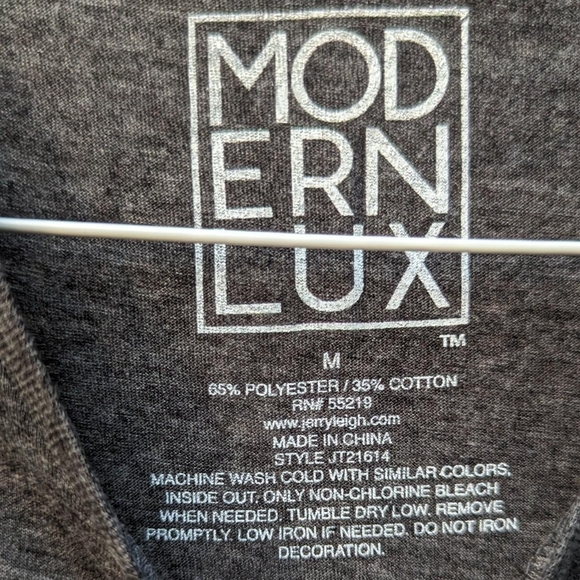 MOD
ERN
LUX
TM
M
65% POLYESTER / 35% COTTON
RN# 55219
www.jerryleigh.com
MADE IN CHINA
STYLE JT21614
MACHINE WASH COLD WITH SIMILAR COLORS,
INSIDE OUT. ONLY NON-CHLORINE BLEACH
WHEN NEEDED. TUMBLE DRY LOW. REMOVE
PROMPTLY. LOW IRON IF NEEDED. DO NOT IRON
DECORATION.